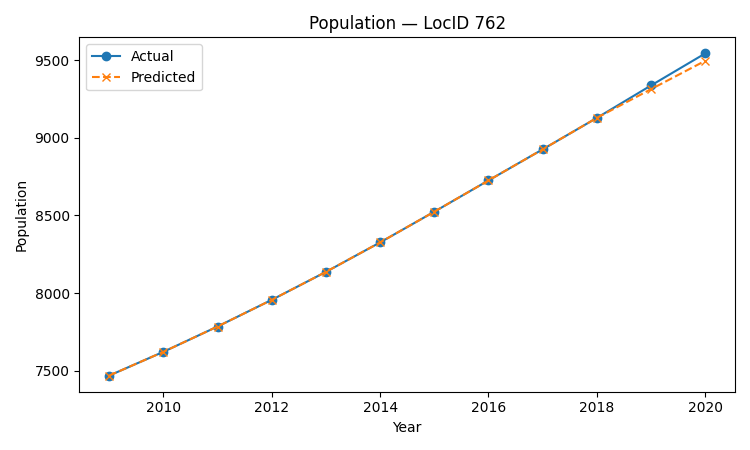 Population — LocID 762
Actual
Predicted
9500
9000
8500
8000
7500
Population
2010 2012 2014 2016 2018 2020
Year